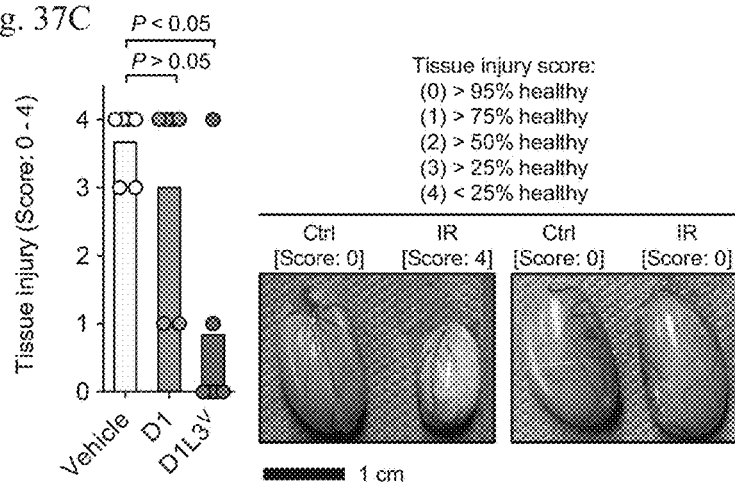 g. 37C
P < 0.05
P > 0.05
Tissue injury (Score: 0 - 4)
4
3
2
1
0
Vehicle
D1
D1L3V
Tissue injury score:
(0) > 95% healthy
(1) > 75% healthy
(2) > 50% healthy
(3) > 25% healthy
(4) < 25% healthy
Ctrl IR Ctrl IR
[Score: 0] [Score: 4] [Score: 0] [Score: 0]
1 cm